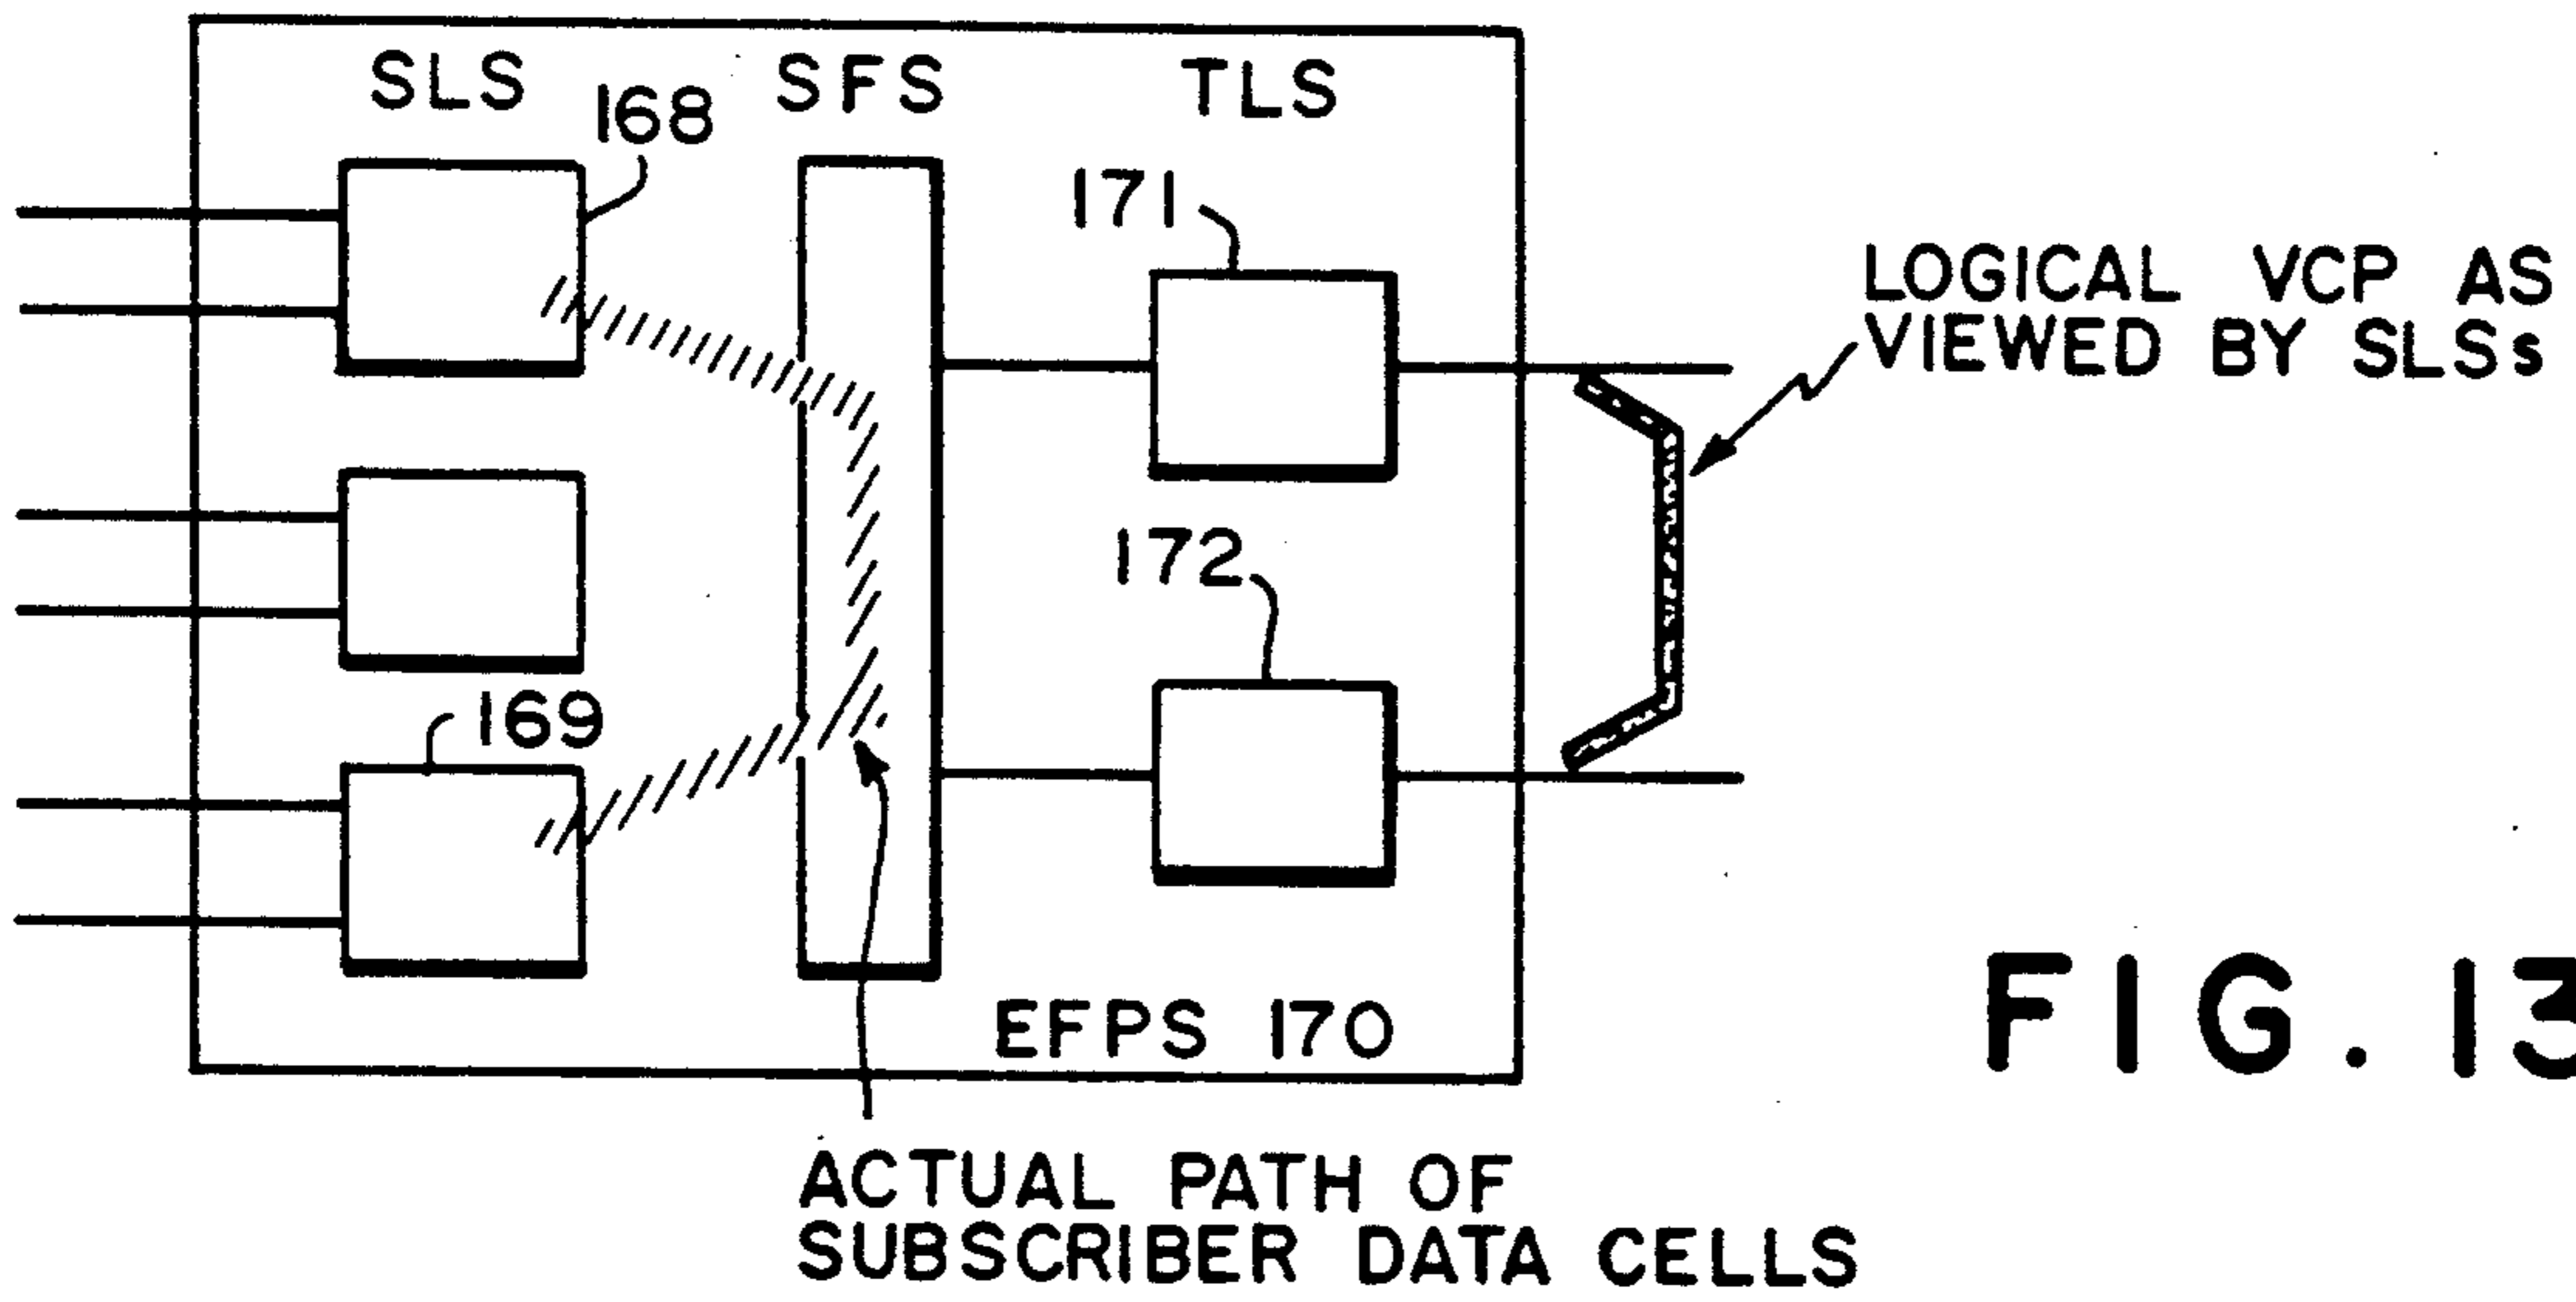 SLS
SFS
TLS
168
171
LOGICAL VCP AS
VIEWED BY SLSs
172
169
EFPS 170
FIG. 13
ACTUAL PATH OF
SUBSCRIBER DATA CELLS